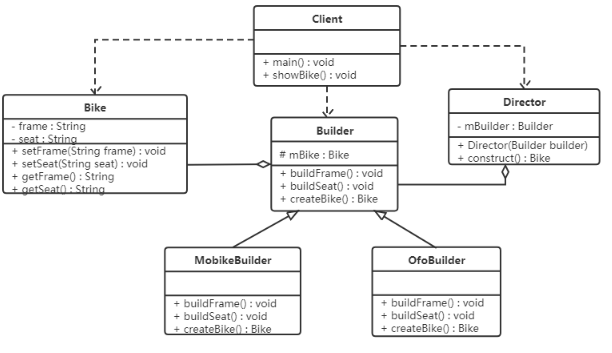 Client
+ main() : void
+ showBike() : void
Bike
- frame : String
- seat : String
+ setFrame(String frame) : void
+ setSeat(String seat) : void
+ getFrame() : String
+ getSeat() : String
Builder
# mBike : Bike
+ buildFrame() : void
+ buildSeat() : void
+ createBike() : Bike
Director
- mBuilder : Builder
+ Director(Builder builder)
+ construct() : Bike
MobikeBuilder
+ buildFrame() : void
+ buildSeat() : void
+ createBike() : Bike
OfoBuilder
+ buildFrame() : void
+ buildSeat() : void
+ createBike() : Bike